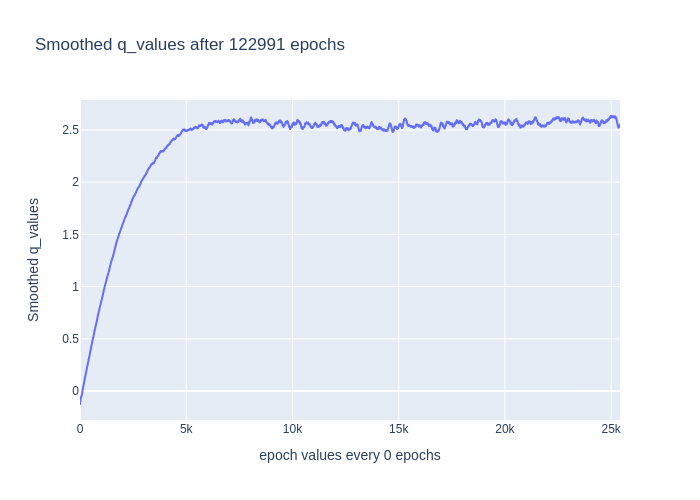 Smoothed q_values after 122991 epochs
2.5
2
1.5
1
0.5
0
Smoothed q_values
0
5k
10k
15k
20k
25k
epoch values every 0 epochs